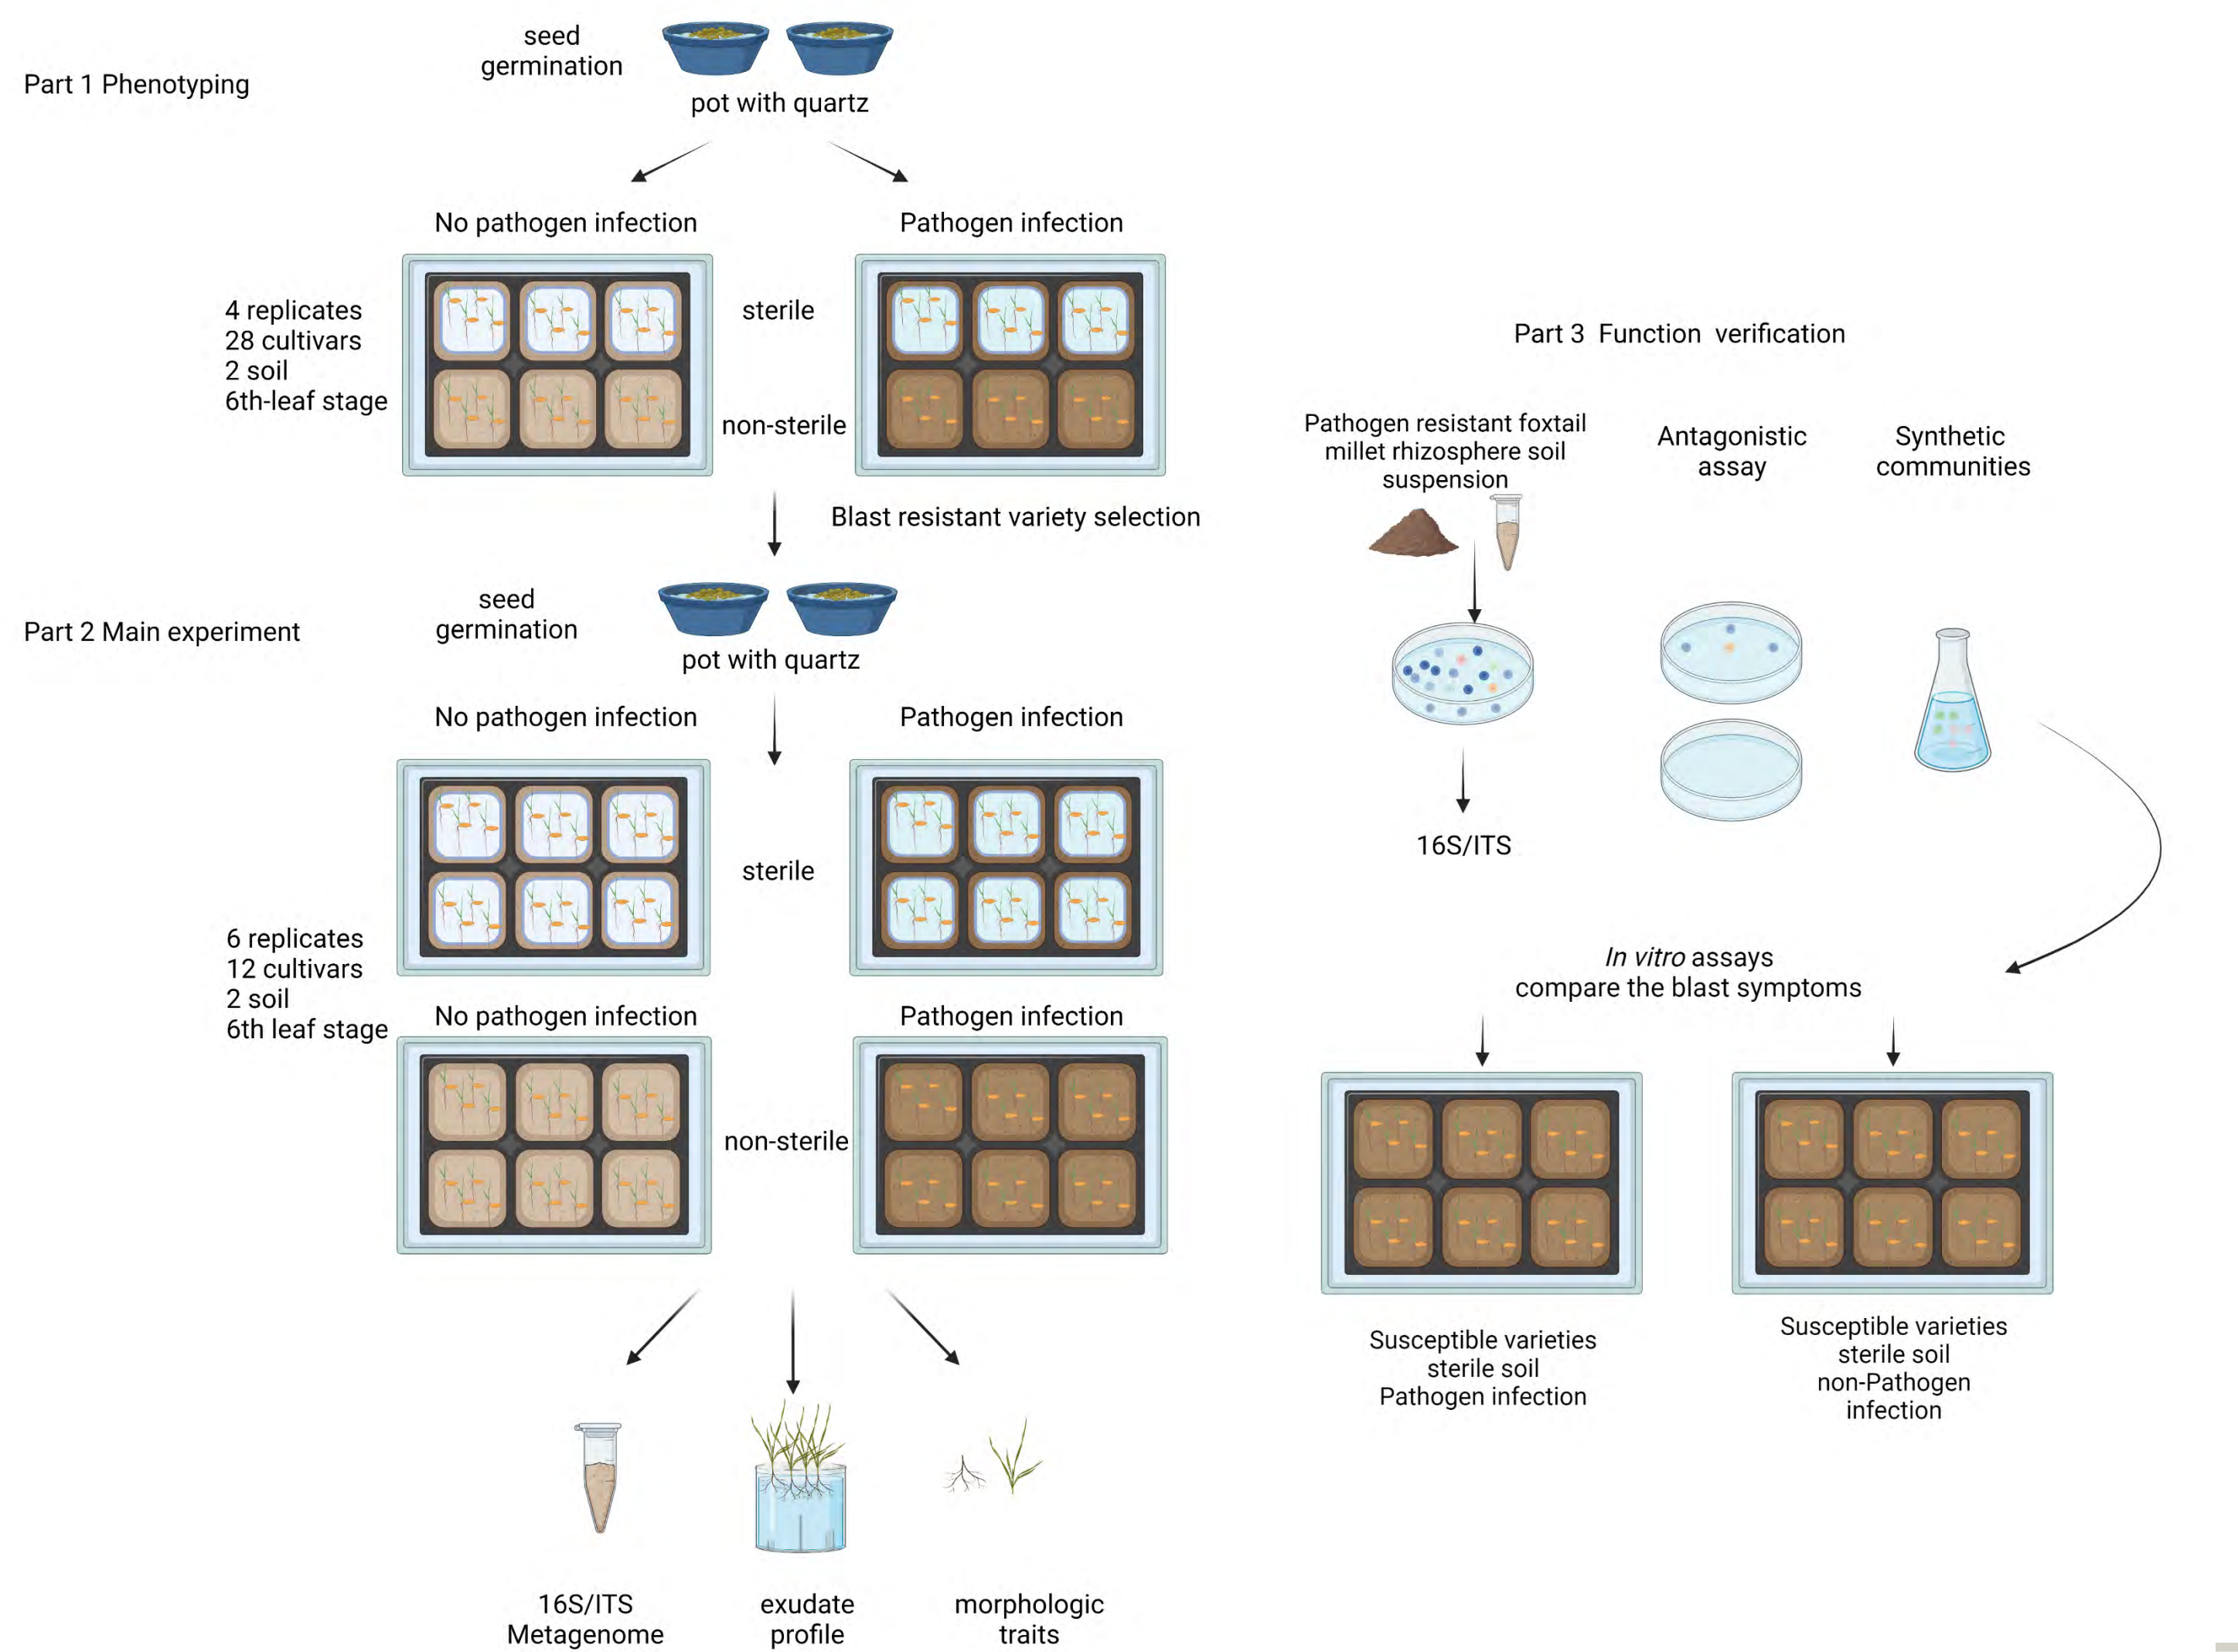 Part 1 Phenotyping
seed
germination
pot with quartz
No pathogen infection
Pathogen infection
4 replicates
28 cultivars
2 soil
6th-leaf stage
sterile
non-sterile
Blast resistant variety selection
Part 2 Main experiment
seed
germination
pot with quartz
No pathogen infection
Pathogen infection
sterile
6 replicates
12 cultivars
2 soil
6th leaf stage
No pathogen infection
Pathogen infection
non-sterile
16S/ITS
Metagenome
exudate
profile
morphologic
traits
Part 3 Function verification
Pathogen resistant foxtail
millet rhizosphere soil
suspension
Antagonistic
assay
Synthetic
communities
16S/ITS
In vitro assays
compare the blast symptoms
Susceptible varieties
sterile soil
Pathogen infection
Susceptible varieties
sterile soil
non-Pathogen
infection